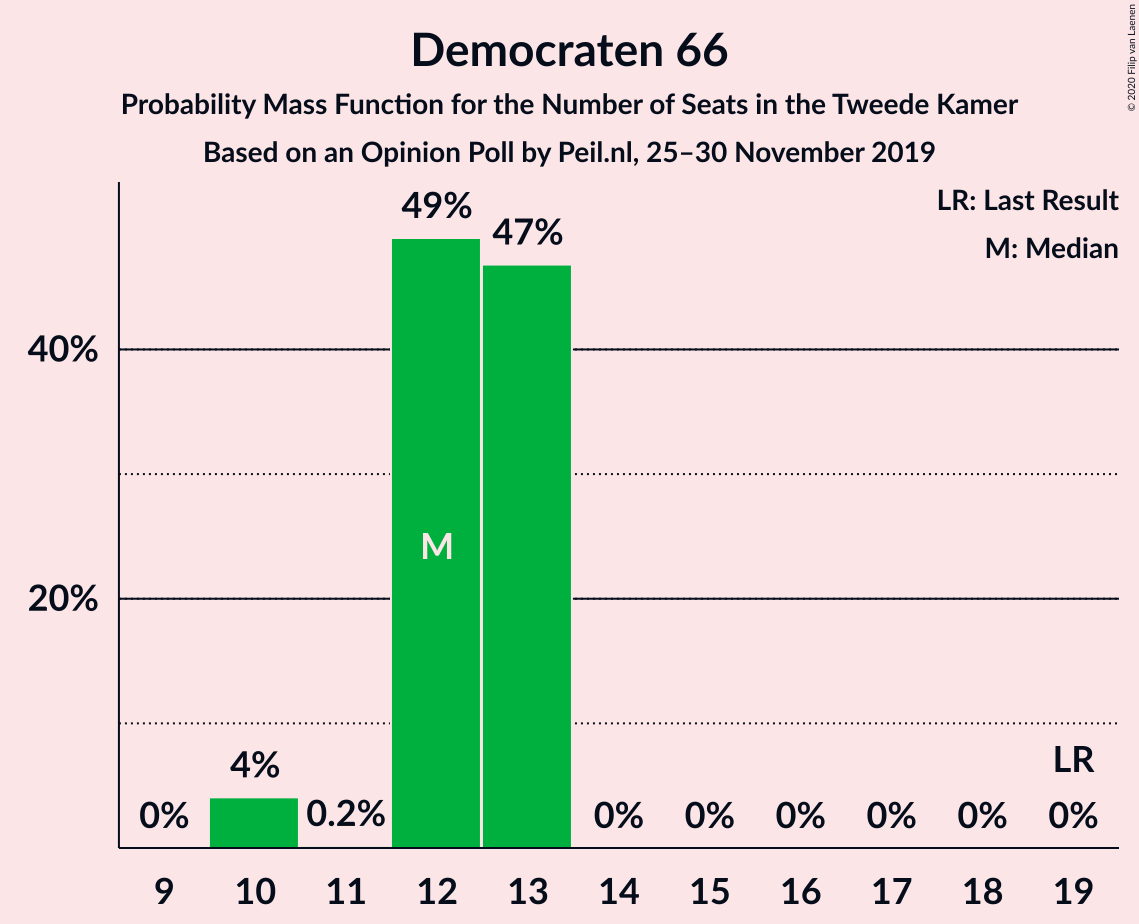 Democraten 66
Probability Mass Function for the Number of Seats in the Tweede Kamer
Based on an Opinion Poll by Peil.nl, 25–30 November 2019
© 2020 Filip van Laenen
LR: Last Result
M: Median
40%
20%
0%
4%
0.2%
49%
M
47%
0%
0%
0%
0%
0%
LR
0%
9 10 11 12 13 14 15 16 17 18 19